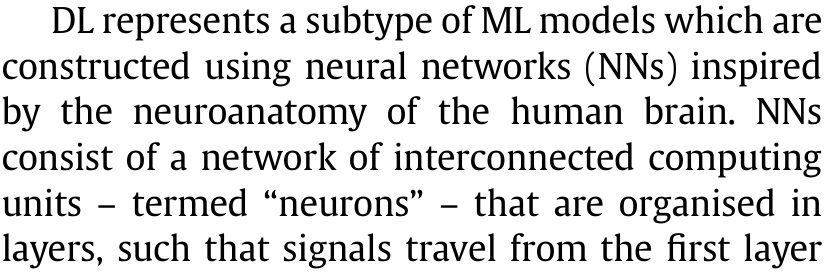 DL represents a subtype of ML models which are
constructed using neural networks (NNs) inspired
by the neuroanatomy of the human brain. NNs
consist of a network of interconnected computing
units – termed “neurons” – that are organised in
layers, such that signals travel from the first layer